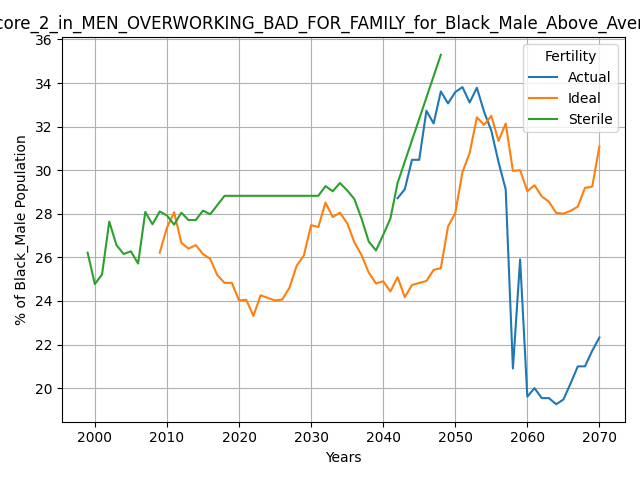 core_2_in_MEN_OVERWORKING_BAD_FOR_FAMILY_for_Black_Male_Above_Aver
Fertility
Actual
Ideal
Sterile
% of Black_Male Population
36
34
32
30
28
26
24
22
20
2000 2010 2020 2030 2040 2050 2060 2070
Years